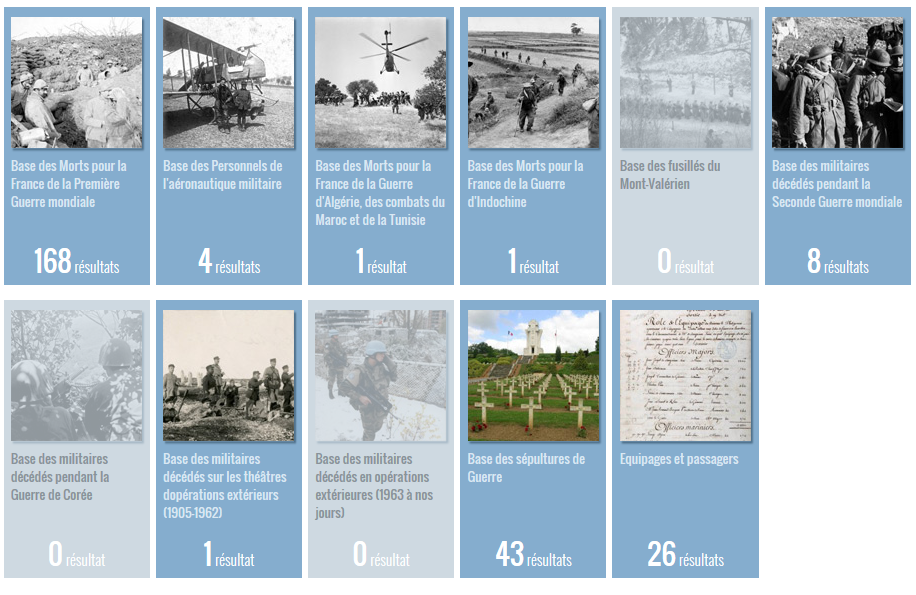 Base des Morts pour la
France de la Première
Guerre mondiale
168 résultats
Base des Personnels de
l'aéronautique militaire
4 résultats
Base des Morts pour la
France de la Guerre
d'Algérie, des combats du
Maroc et de la Tunisie
1 résultat
Base des Morts pour la
France de la Guerre
d'Indochine
1 résultat
Base des fusillés du
Mont-Valérien
0 résultat
Base des militaires
décédés pendant la
Seconde Guerre mondiale
8 résultats
Base des militaires
décédés pendant la
Guerre de Corée
0 résultat
Base des militaires
décédés sur les théâtres
dopérations extérieurs
(1905-1962)
1 résultat
Base des militaires
décédés en opérations
extérieures (1963 à nos
jours)
0 résultat
Base des sépultures de
Guerre
43 résultats
Officiers Majors
Officiers mariniers
Equipages et passagers
26 résultats